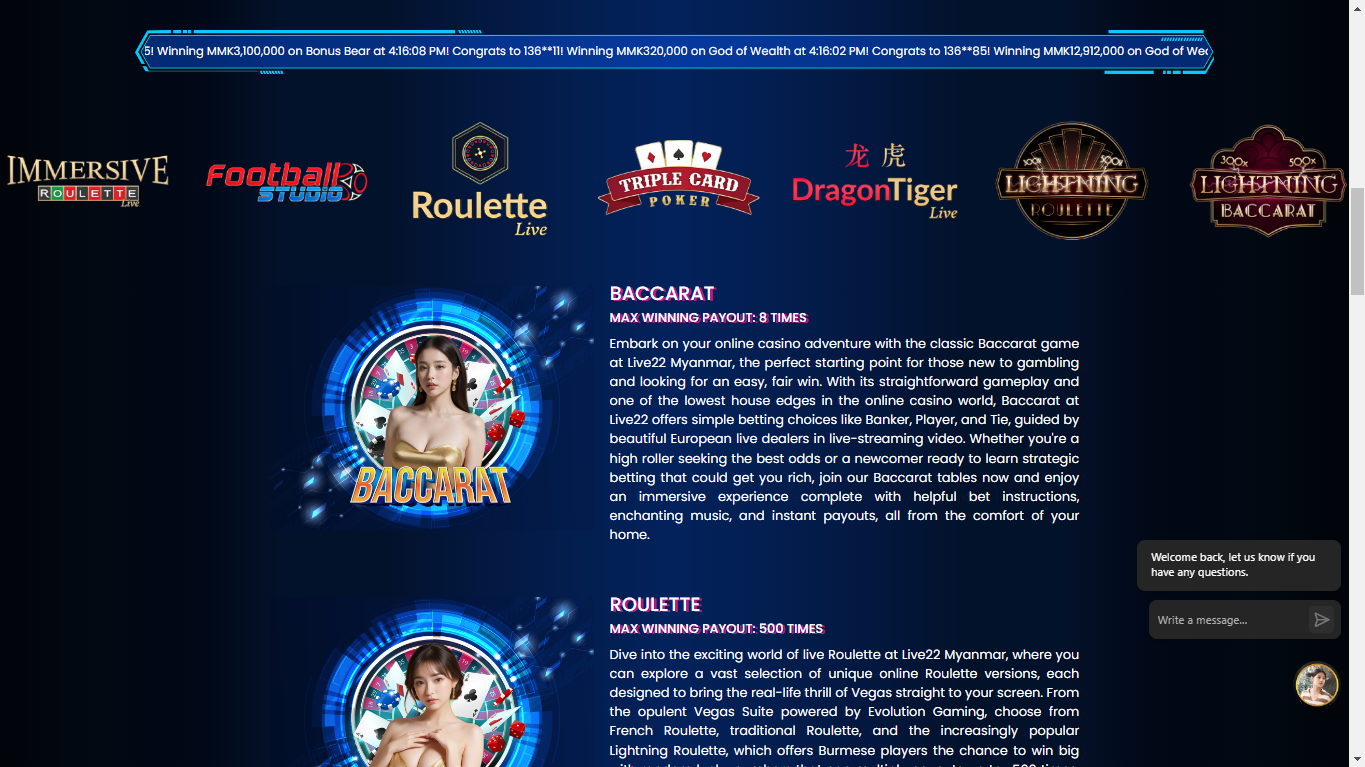 5! Winning MMK3,100,000 on Bonus Bear at 4:16:08 PM! Congrats to 136**11! Winning MMK320,000 on God of Wealth at 4:16:02 PM! Congrats to 136**85! Winning MMK12,912,000 on God of
IMMERSIVE
ROULETTE
Live
Football
STUDIO
Roulette
Live
TRIPLE CARD
POKER
龙 虎
DragonTiger
Live
300x 500x
LIGHTNING
ROULETTE
300x 500x
LIGHTNING
BACCARAT
BACCARAT
MAX WINNING PAYOUT: 8 TIMES
Embark on your online casino adventure with the classic Baccarat game
at Live22 Myanmar, the perfect starting point for those new to gambling
and looking for an easy, fair win. With its straightforward gameplay and
one of the lowest house edges in the online casino world, Baccarat at
Live22 offers simple betting choices like Banker, Player, and Tie, guided by
beautiful European live dealers in live-streaming video. Whether you're a
high roller seeking the best odds or a newcomer ready to learn strategic
betting that could get you rich, join our Baccarat tables now and enjoy
an immersive experience complete with helpful bet instructions,
enchanting music, and instant payouts, all from the comfort of your
home.
BACCARAT
Welcome back, let us know if you
have any questions.
Write a message...
ROULETTE
MAX WINNING PAYOUT: 500 TIMES
Dive into the exciting world of live Roulette at Live22 Myanmar, where you
can explore a vast selection of unique online Roulette versions, each
designed to bring the real-life thrill of Vegas straight to your screen. From
the opulent Vegas Suite powered by Evolution Gaming, choose from
French Roulette, traditional Roulette, and the increasingly popular
Lightning Roulette, which offers Burmese players the chance to win big